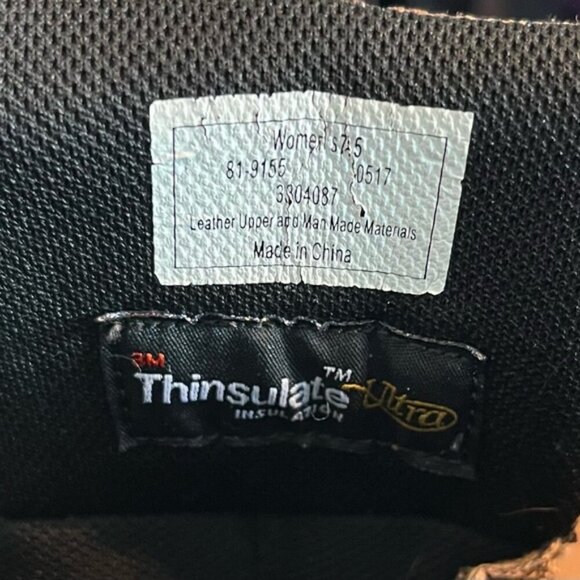 Women's 7.5
81-9155 0517
6804087
Leather Upper and Man Made Materials
Made in China
3M
Thinsulate™ Ultra
INSULATION